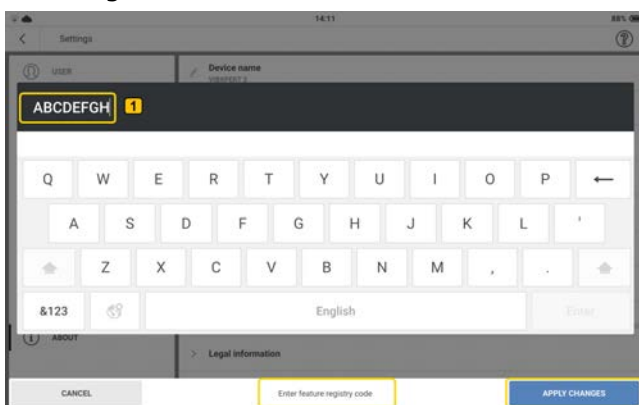 14:11
88%
Settings
USER
Device name
VIBXPERT 3
ABCDEFGH 1
Q W E R T Y U I O P
A S D F G H J K L '
Z X C V B N M , .
&123 English Enter
ABOUT
Legal information
CANCEL Enter feature registry code APPLY CHANGES